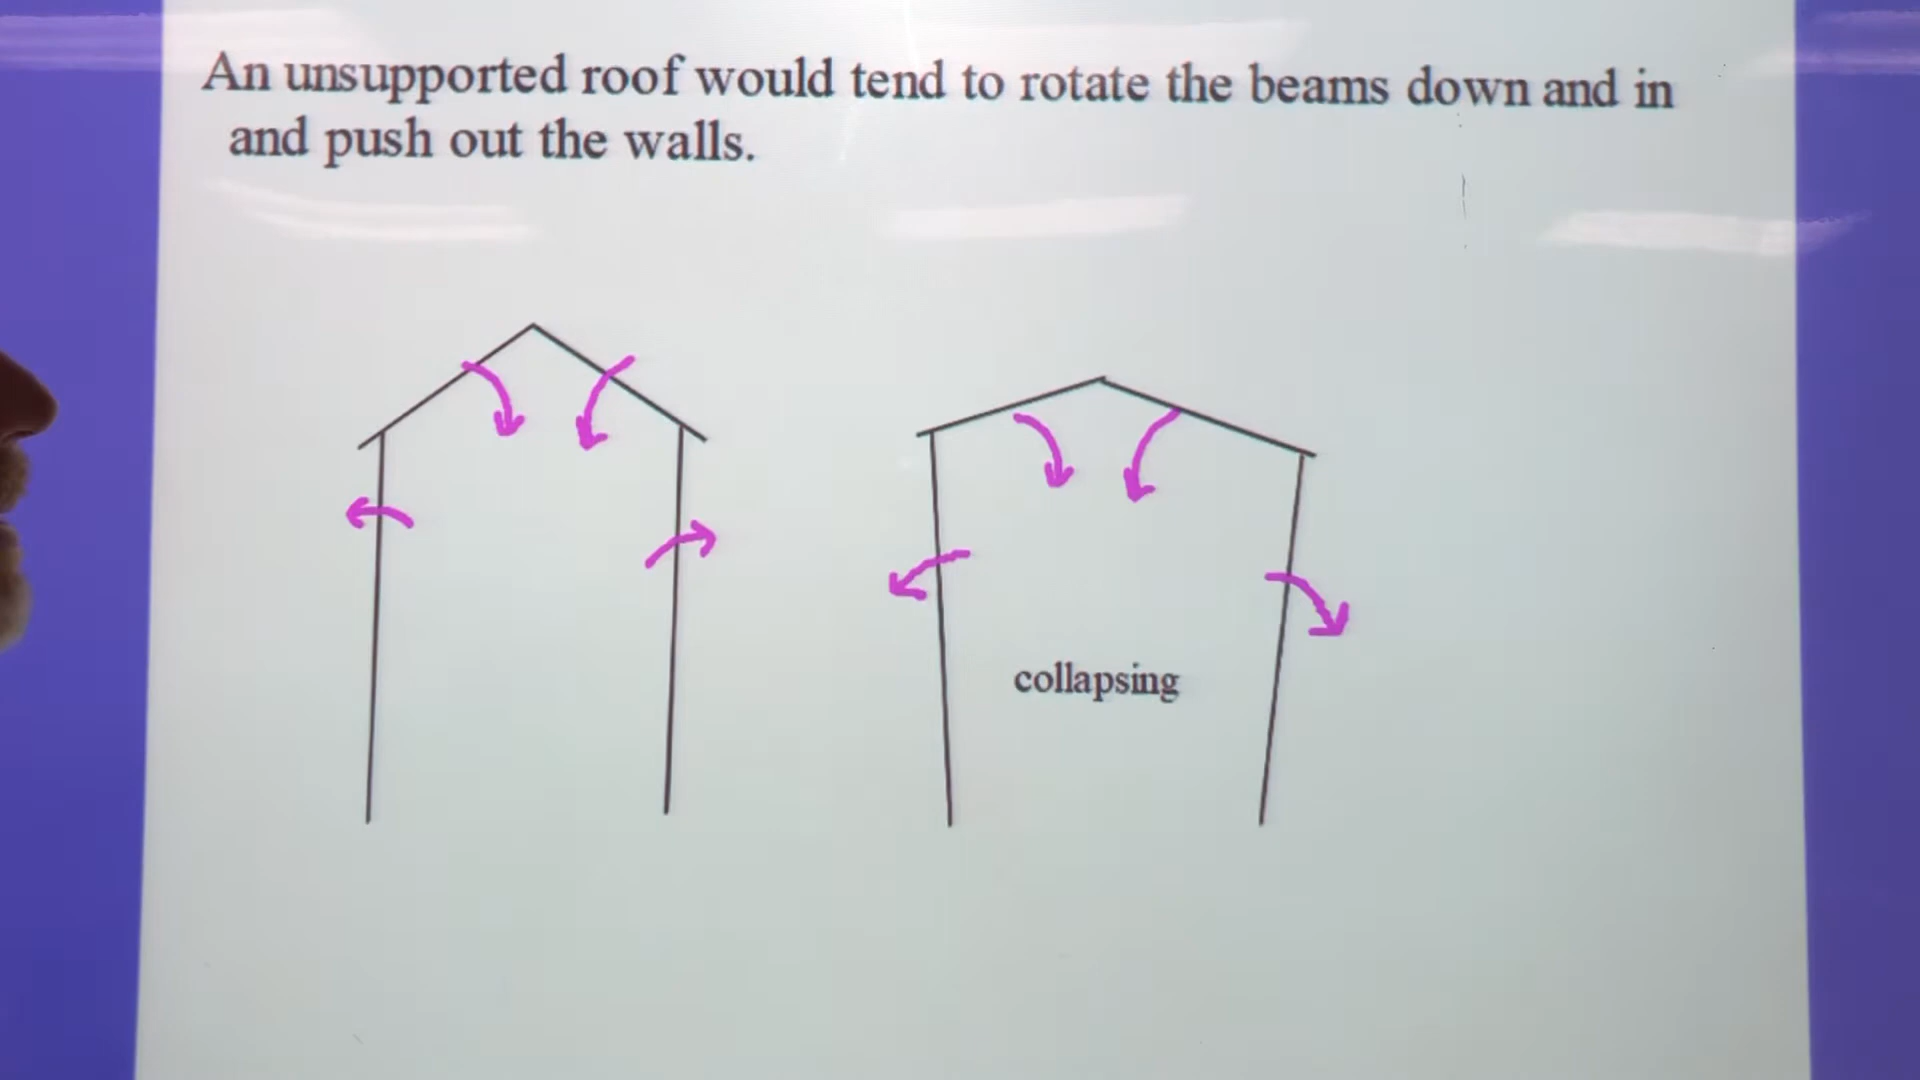 An unsupported roof would tend to rotate the beams down and in
and push out the walls.
collapsing